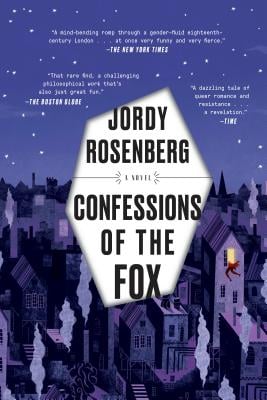 "A mind-bending romp through a gender-fluid eighteenth-
century London . . . at once very funny and very fierce."
—THE NEW YORK TIMES
"That rare find, a challenging
philosophical work that's
also just great fun."
—THE BOSTON GLOBE
"A dazzling tale of
queer romance and
resistance . . .
a revelation."
—TIME
JORDY
ROSENBERG
A NOVEL
CONFESSIONS
OF THE
FOX